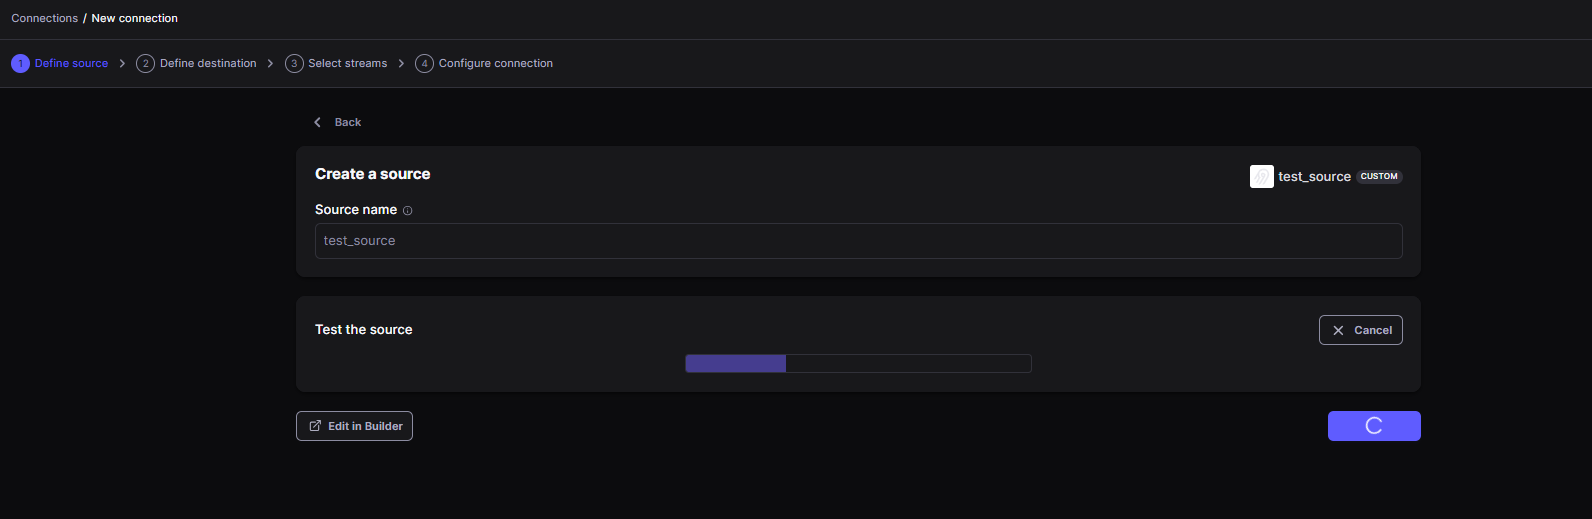 Connections / New connection
1 Define source > 2 Define destination > 3 Select streams > 4 Configure connection
Back
Create a source
test_source CUSTOM
Source name
test_source
Test the source
Cancel
Edit in Builder